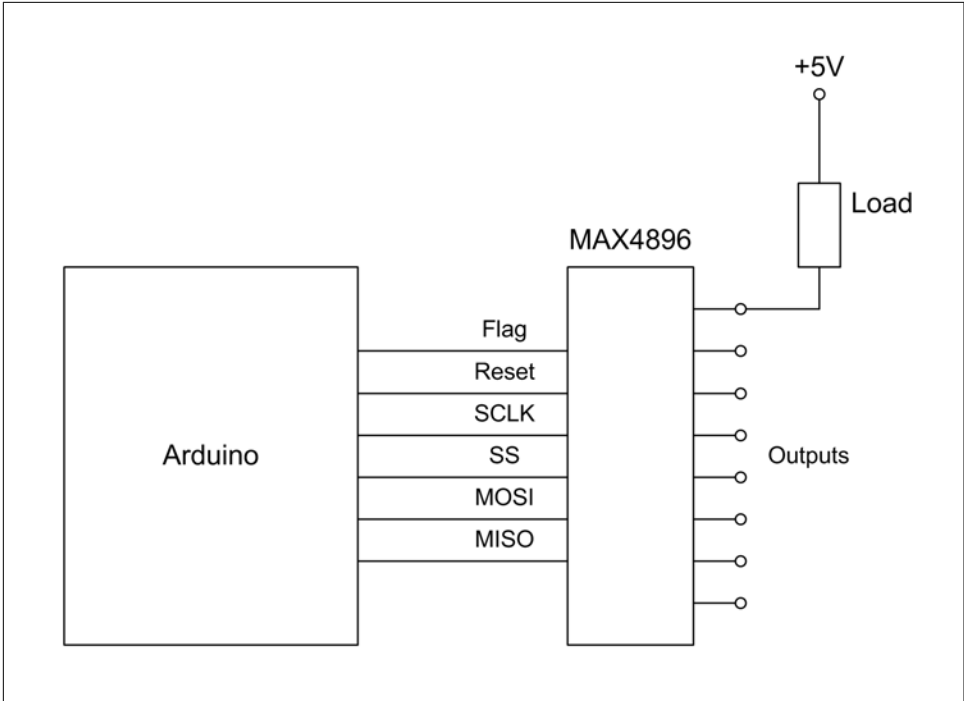 +5V
Load
MAX4896
Flag
Reset
SCLK
Arduino
SS
Outputs
MOSI
MISO